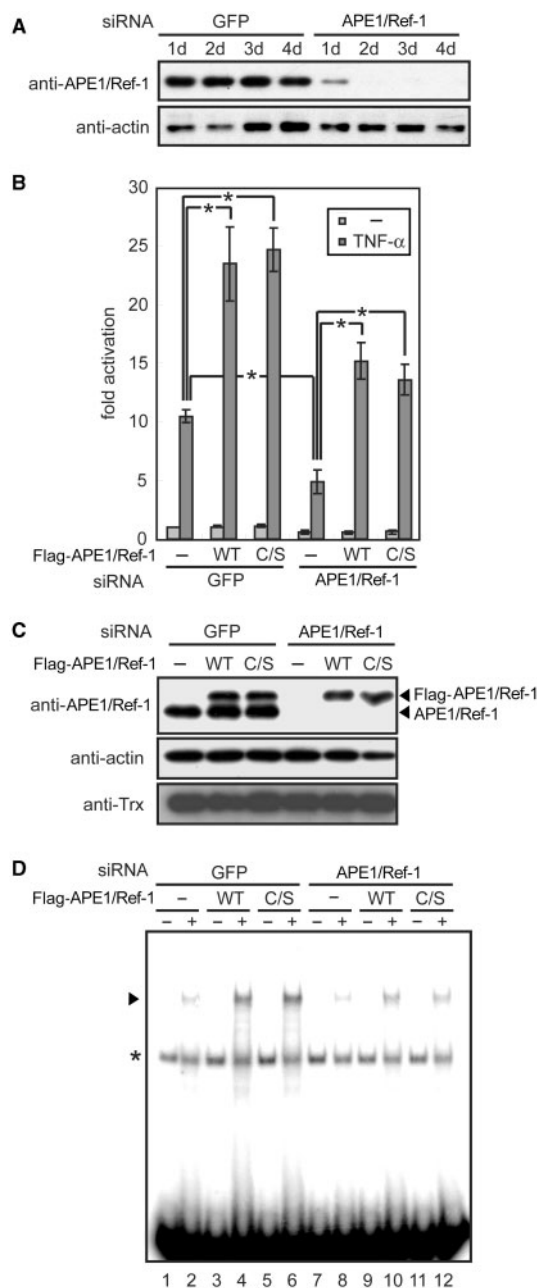 A
siRNA GFP APE1/Ref-1
1d 2d 3d 4d 1d 2d 3d 4d
anti-APE1/Ref-1
anti-actin
B
*
*
– 
TNF-α
*
*
*
fold activation
30
25
20
15
10
5
0
Flag-APE1/Ref-1 – WT C/S – WT C/S
siRNA GFP APE1/Ref-1
C
siRNA GFP APE1/Ref-1
Flag-APE1/Ref-1 – WT C/S – WT C/S
anti-APE1/Ref-1
Flag-APE1/Ref-1
APE1/Ref-1
anti-actin
anti-Trx
D
siRNA GFP APE1/Ref-1
Flag-APE1/Ref-1 – WT C/S – WT C/S
– + – + – + – + – + – +
*
1 2 3 4 5 6 7 8 9 10 11 12